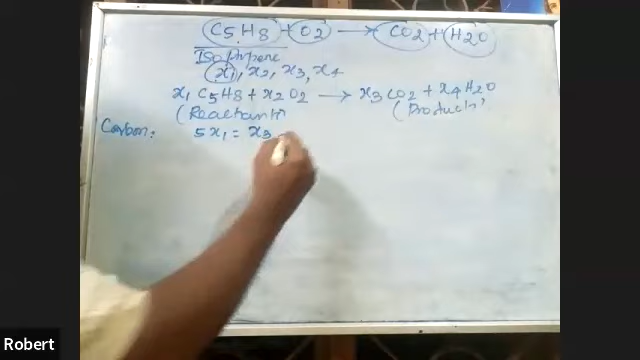 C5H8 + O2 → CO2 + H2O
Isoprene
x1, x2, x3, x4
x1 C5H8 + x2 O2 → x3 CO2 + x4 H2O
(Reactants (Products)
Carbon: 5x1 = x3
Robert